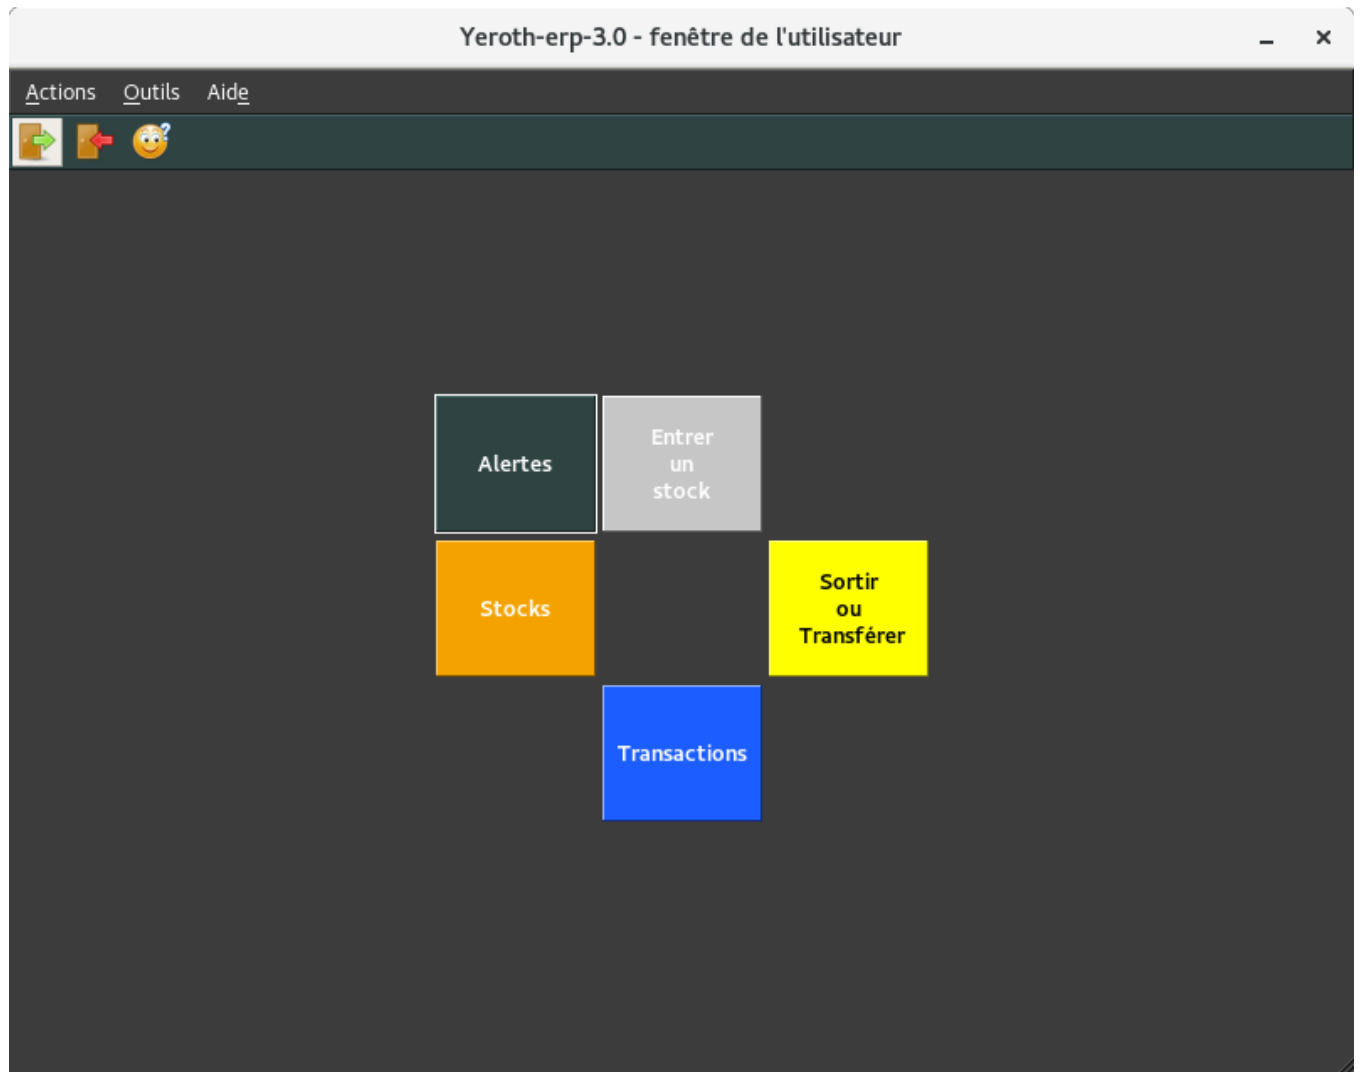 Yeroth-erp-3.0 - fenêtre de l'utilisateur
Actions Outils Aide
Alertes
Entrer
un
stock
Stocks
Sortir
ou
Transférer
Transactions